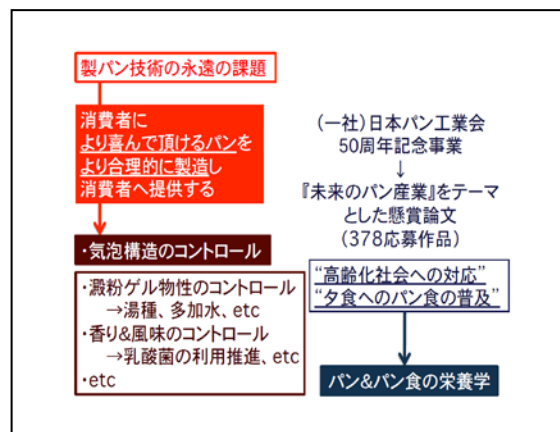 製パン技術の永遠の課題
消費者に
より喜んで頂けるパンを
より合理的に製造し
消費者へ提供する
・気泡構造のコントロール
・澱粉ゲル物性のコントロール
→湯種、多加水、etc
・香り&風味のコントロール
→乳酸菌の利用推進、etc
・etc
(一社)日本パン工業会
50周年記念事業
↓
『未来のパン産業』をテーマ
とした懸賞論文
(378応募作品)
“高齢化社会への対応”
“夕食へのパン食の普及”
パン&パン食の栄養学